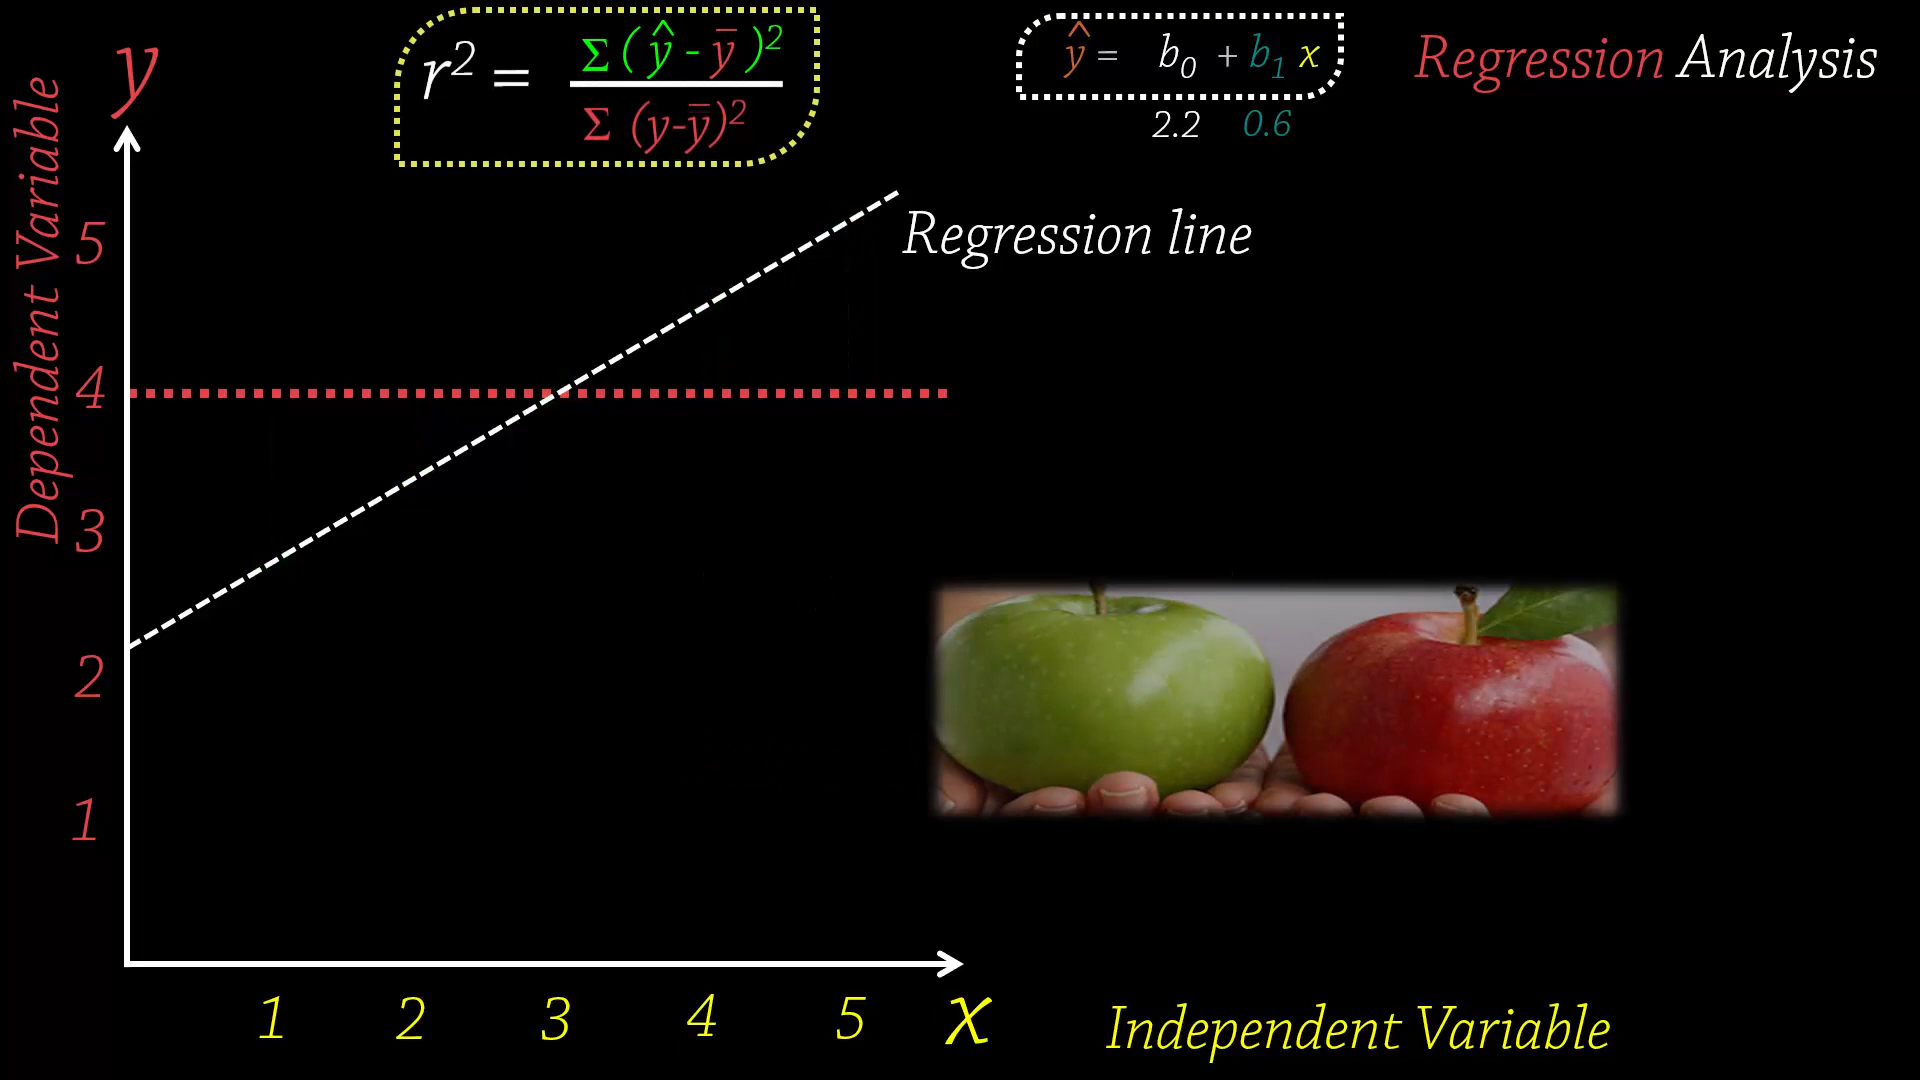 y
Dependent Variable
r² = Σ (ŷ - ȳ)² / Σ (y-ȳ)²
ŷ = b₀ + b₁ x
2.2 0.6
Regression Analysis
Regression line
5
4
3
2
1
1 2 3 4 5 x
Independent Variable